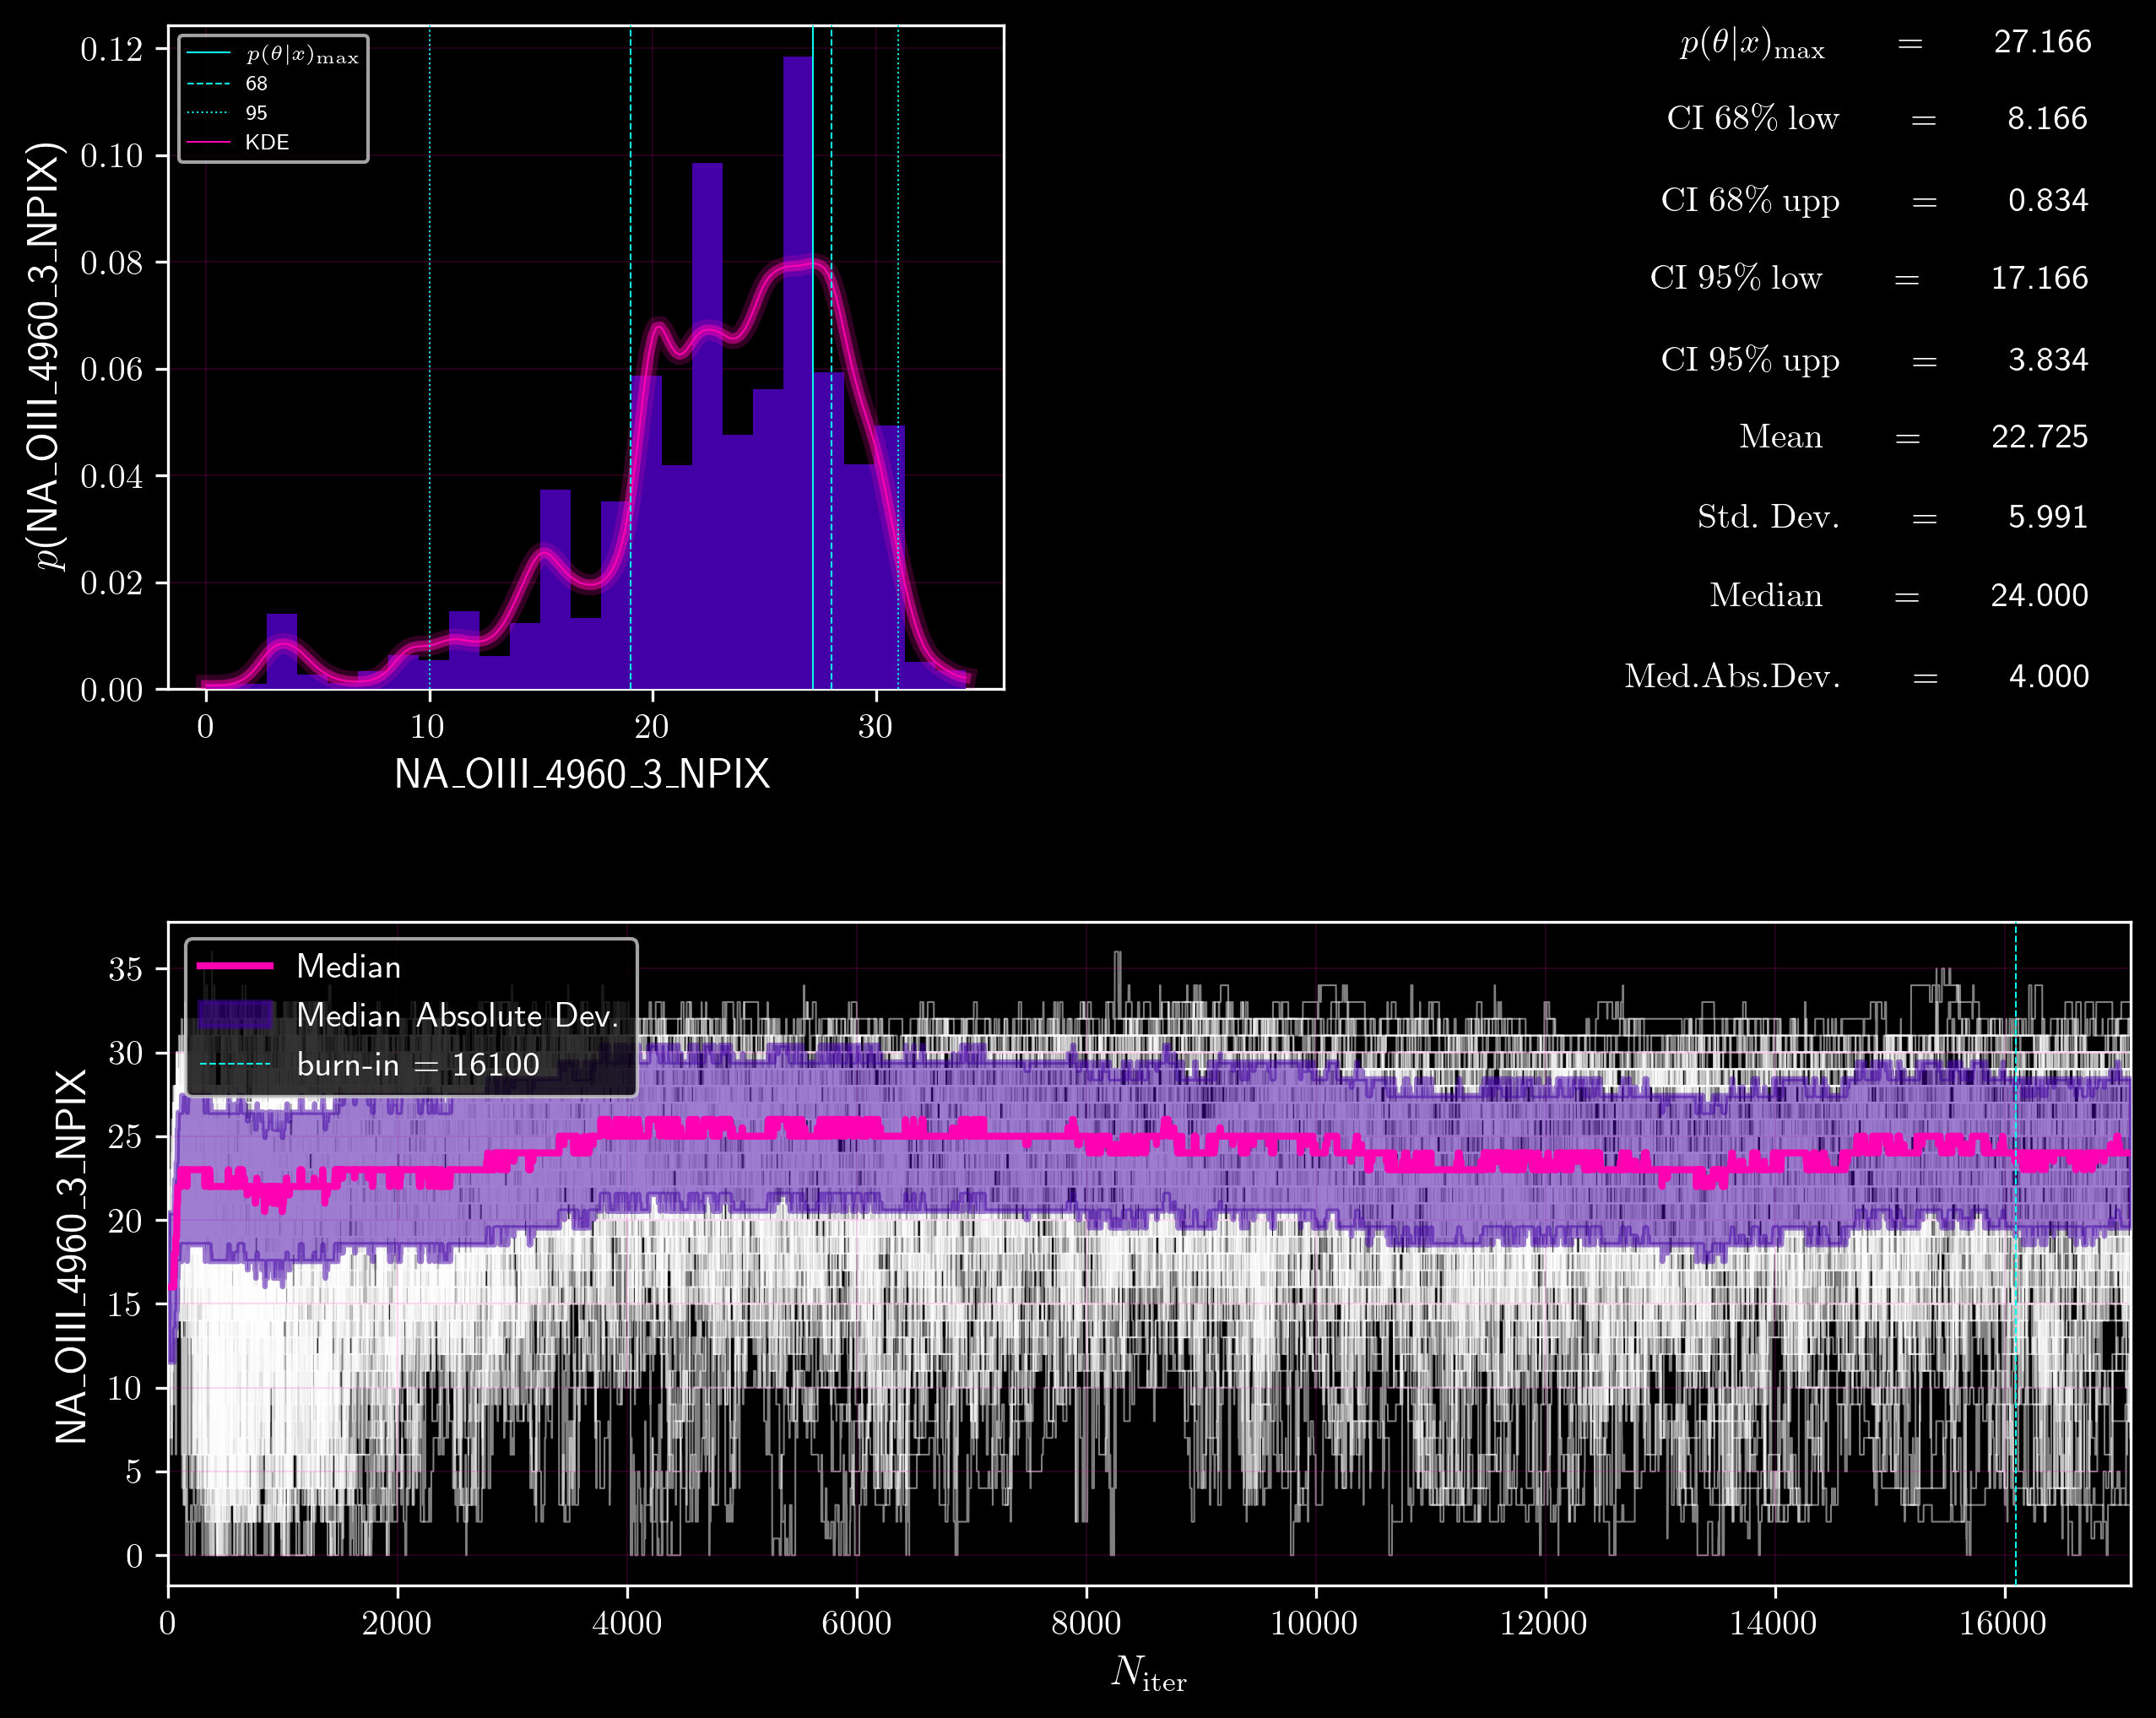 0.12
0.10
0.08
0.06
0.04
0.02
0.00
p(NA_OIII_4960_3_NPIX)
p(θ|x)max
68
95
KDE
0 10 20 30
NA_OIII_4960_3_NPIX
p(θ|x)max = 27.166
CI 68% low = 8.166
CI 68% upp = 0.834
CI 95% low = 17.166
CI 95% upp = 3.834
Mean = 22.725
Std. Dev. = 5.991
Median = 24.000
Med.Abs.Dev. = 4.000
35
30
25
20
15
10
5
0
NA_OIII_4960_3_NPIX
Median
Median Absolute Dev.
burn-in = 16100
0 2000 4000 6000 8000 10000 12000 14000 16000
Niter